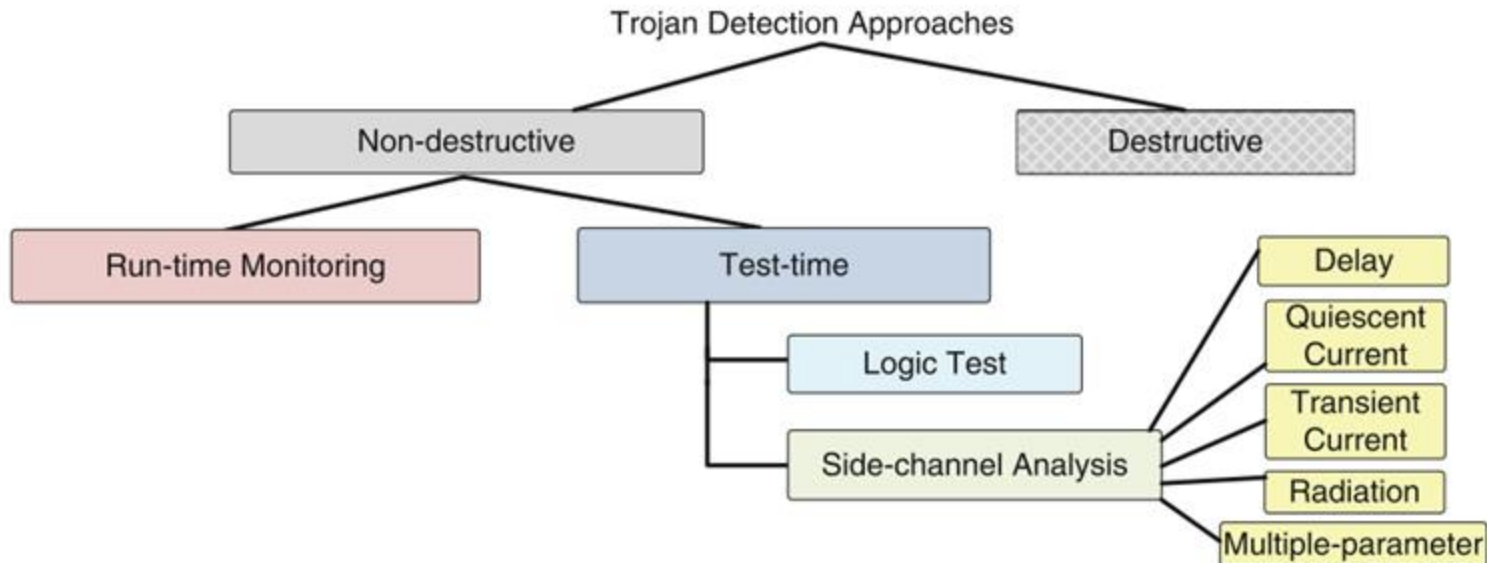 Trojan Detection Approaches
Non-destructive
Destructive
Run-time Monitoring
Test-time
Delay
Quiescent
Current
Logic Test
Transient
Current
Side-channel Analysis
Radiation
Multiple-parameter